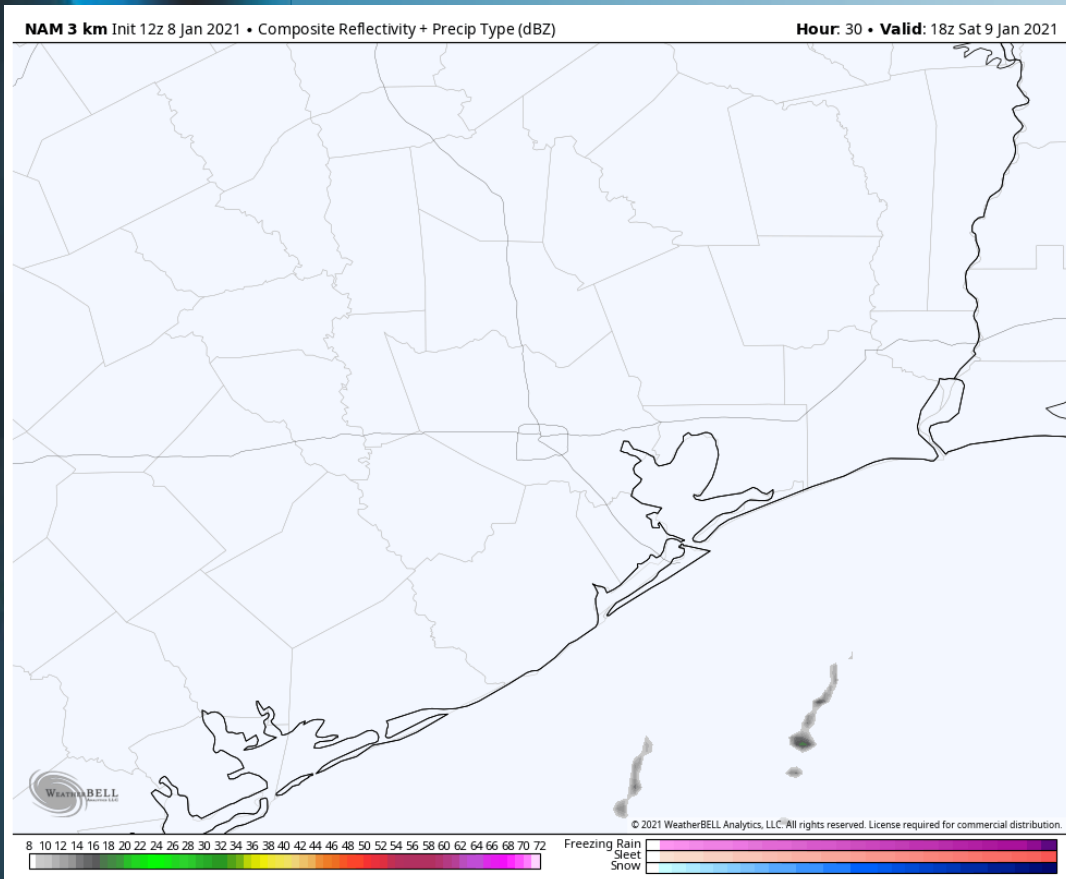 NAM 3 km Init 12z 8 Jan 2021 • Composite Reflectivity + Precip Type (dBZ) Hour: 30 • Valid: 18z Sat 9 Jan 2021
WEATHERBELL
Analytics LLC
© 2021 WeatherBELL Analytics, LLC. All rights reserved. License required for commercial distribution.
8 10 12 14 16 18 20 22 24 26 28 30 32 34 36 38 40 42 44 46 48 50 52 54 56 58 60 62 64 66 68 70 72
Freezing Rain
Sleet
Snow